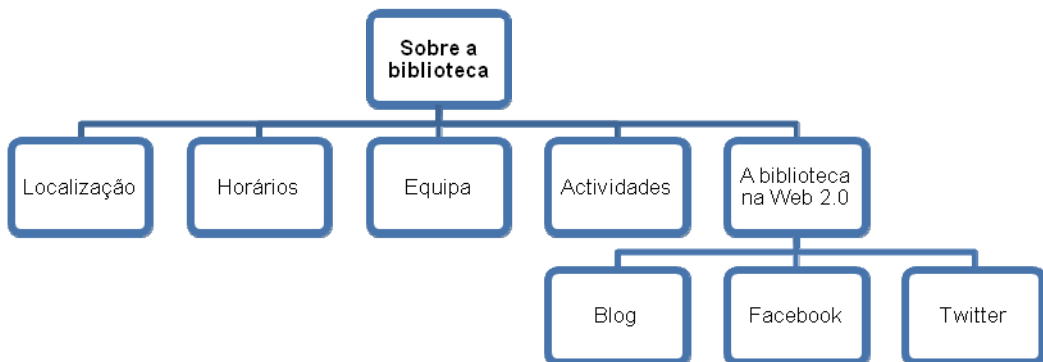 Sobre a
biblioteca
Localização
Horários
Equipa
Actividades
A biblioteca
na Web 2.0
Blog
Facebook
Twitter